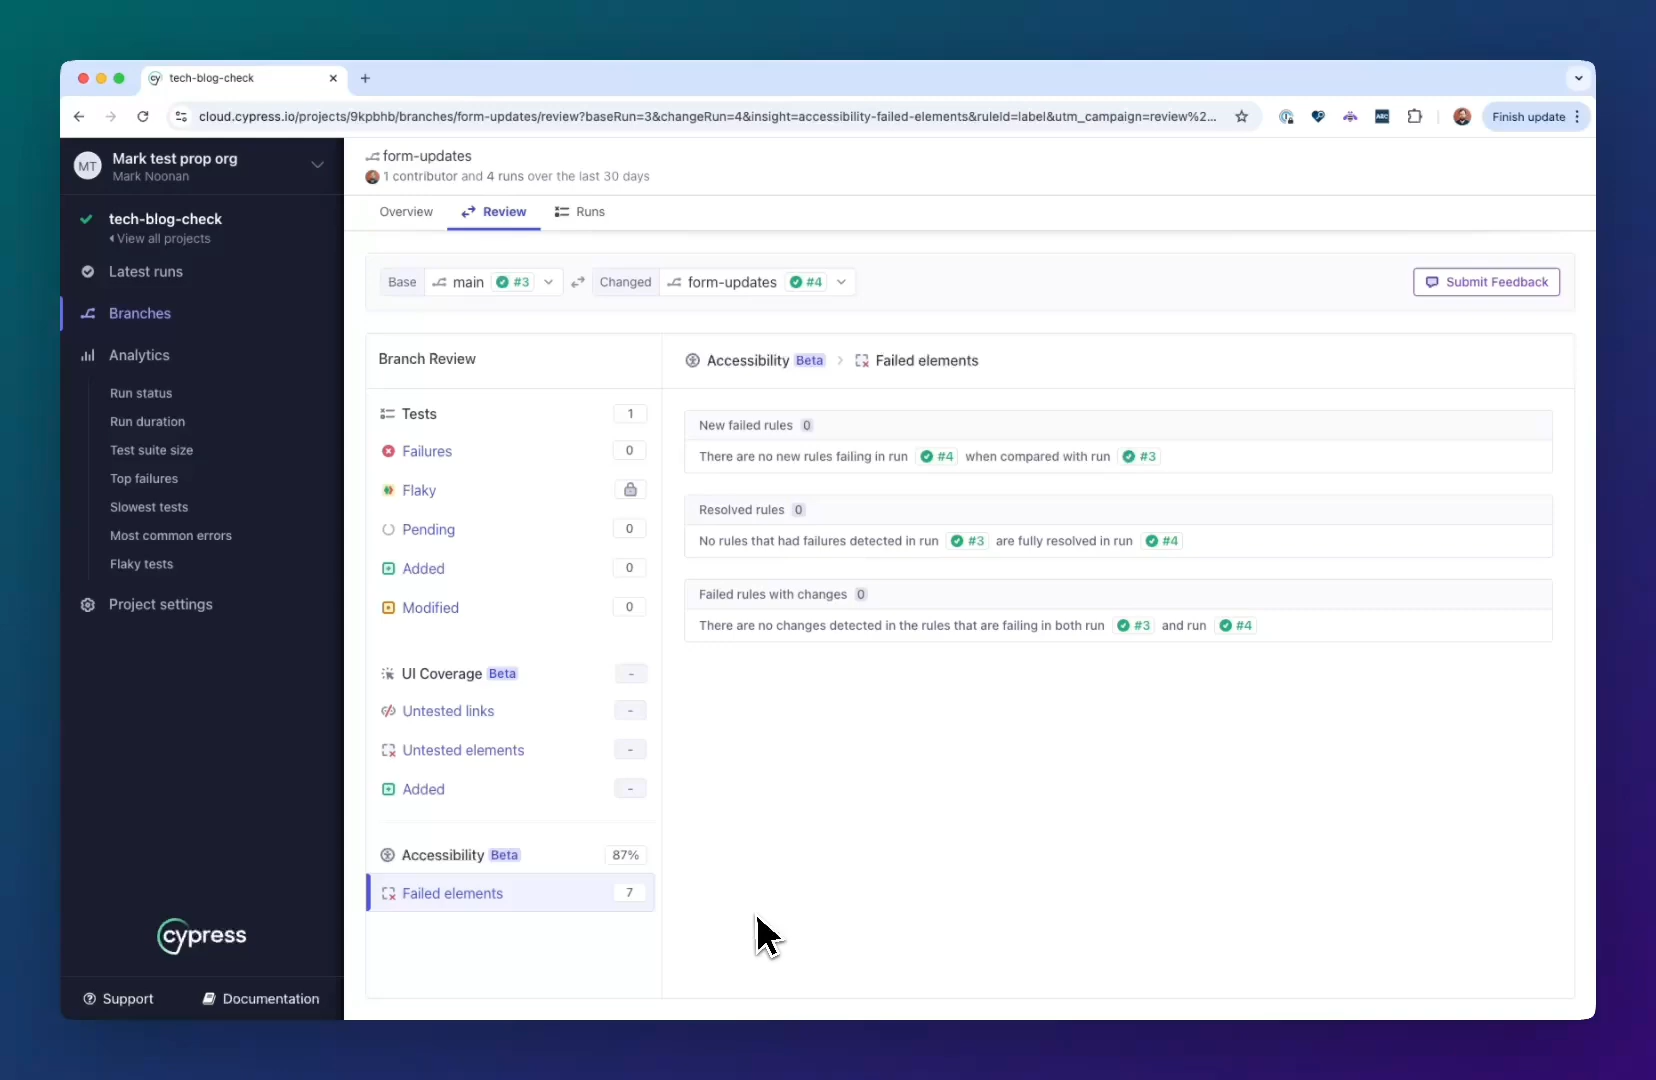 tech-blog-check
cloud.cypress.io/projects/9kpbhb/branches/form-updates/review?baseRun=3&changeRun=4&insight=accessibility-failed-elements&ruleId=label&utm_campaign=review%2...
ABC
Finish update
MT
Mark test prop org
Mark Noonan
tech-blog-check
View all projects
Latest runs
Branches
Analytics
Run status
Run duration
Test suite size
Top failures
Slowest tests
Most common errors
Flaky tests
Project settings
cypress
Support
Documentation
form-updates
1 contributor and 4 runs over the last 30 days
Overview
Review
Runs
Base
main
#3
Changed
form-updates
#4
Submit Feedback
Branch Review
Tests
1
Failures
0
Flaky
Pending
0
Added
0
Modified
0
UI Coverage Beta
-
Untested links
-
Untested elements
-
Added
-
Accessibility Beta
87%
Failed elements
7
Accessibility Beta
Failed elements
New failed rules 0
There are no new rules failing in run #4 when compared with run #3
Resolved rules 0
No rules that had failures detected in run #3 are fully resolved in run #4
Failed rules with changes 0
There are no changes detected in the rules that are failing in both run #3 and run #4